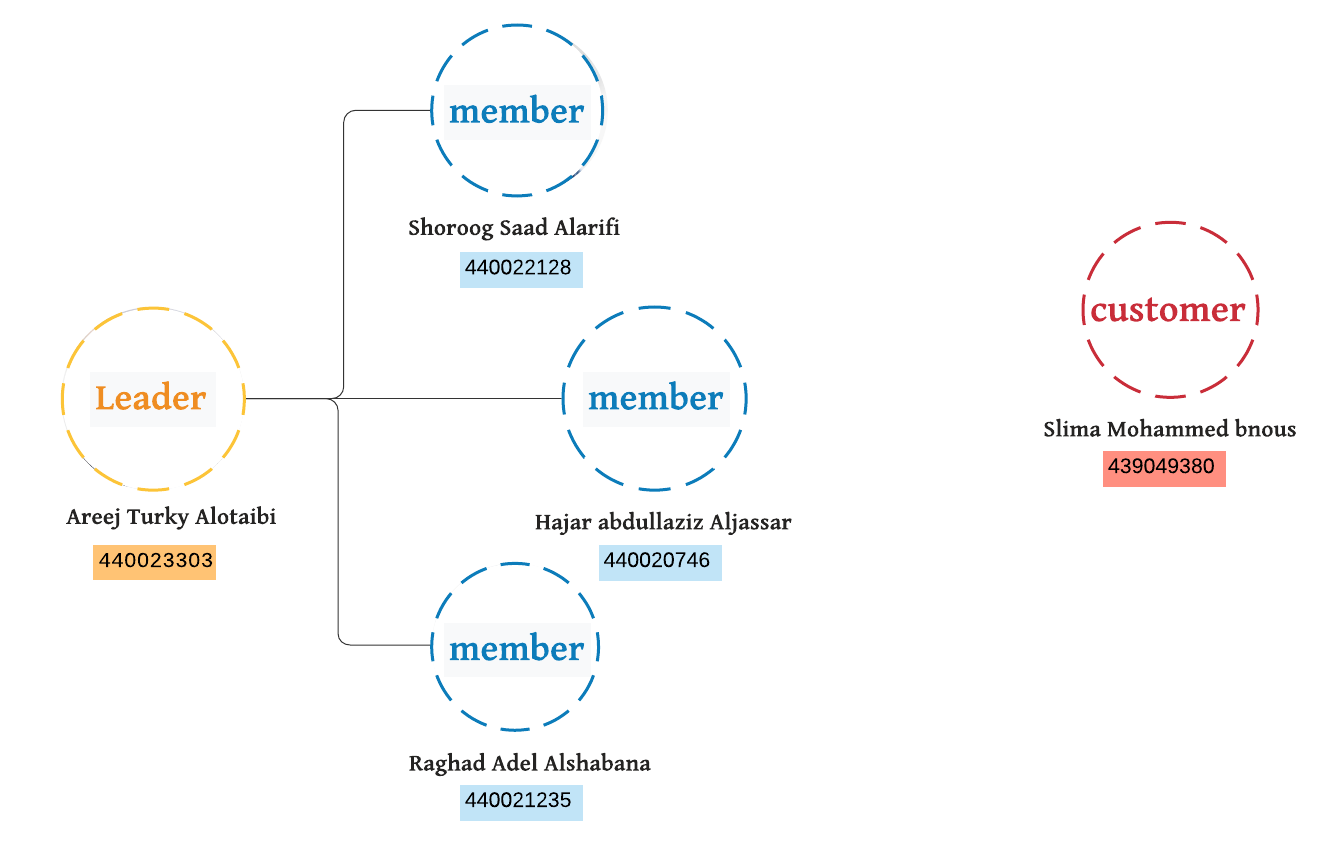 member
Shoroog Saad Alarifi
440022128
Leader
Areej Turky Alotaibi
440023303
member
Hajar abdullaziz Aljassar
440020746
member
Raghad Adel Alshabana
440021235
customer
Slima Mohammed bnous
439049380